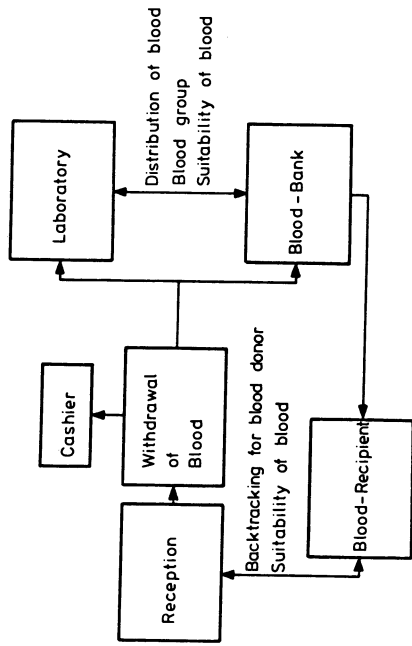 Cashier
Laboratory
Reception
Withdrawal
of
Blood
Distribution of blood
Blood group
Suitability of blood
Backtracking for blood donor
Suitability of blood
Blood-Bank
Blood-Recipient